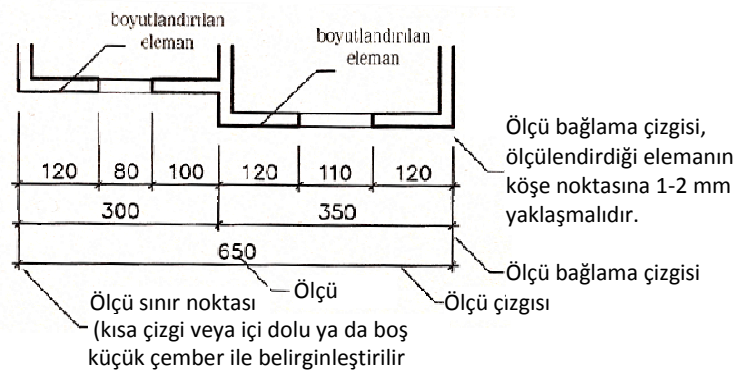 boyutlandırılan
eleman
boyutlandırılan
eleman
Ölçü bağlama çizgisi,
ölçülendirdiği elemanın
köşe noktasına 1-2 mm
yaklaşmalıdır.
120 80 100 120 110 120
300 350
650
Ölçü bağlama çizgisi
Ölçü
Ölçü çizgısı
Ölçü sınır noktası
(kısa çizgi veya içi dolu ya da boş
küçük çember ile belirginleştirilir